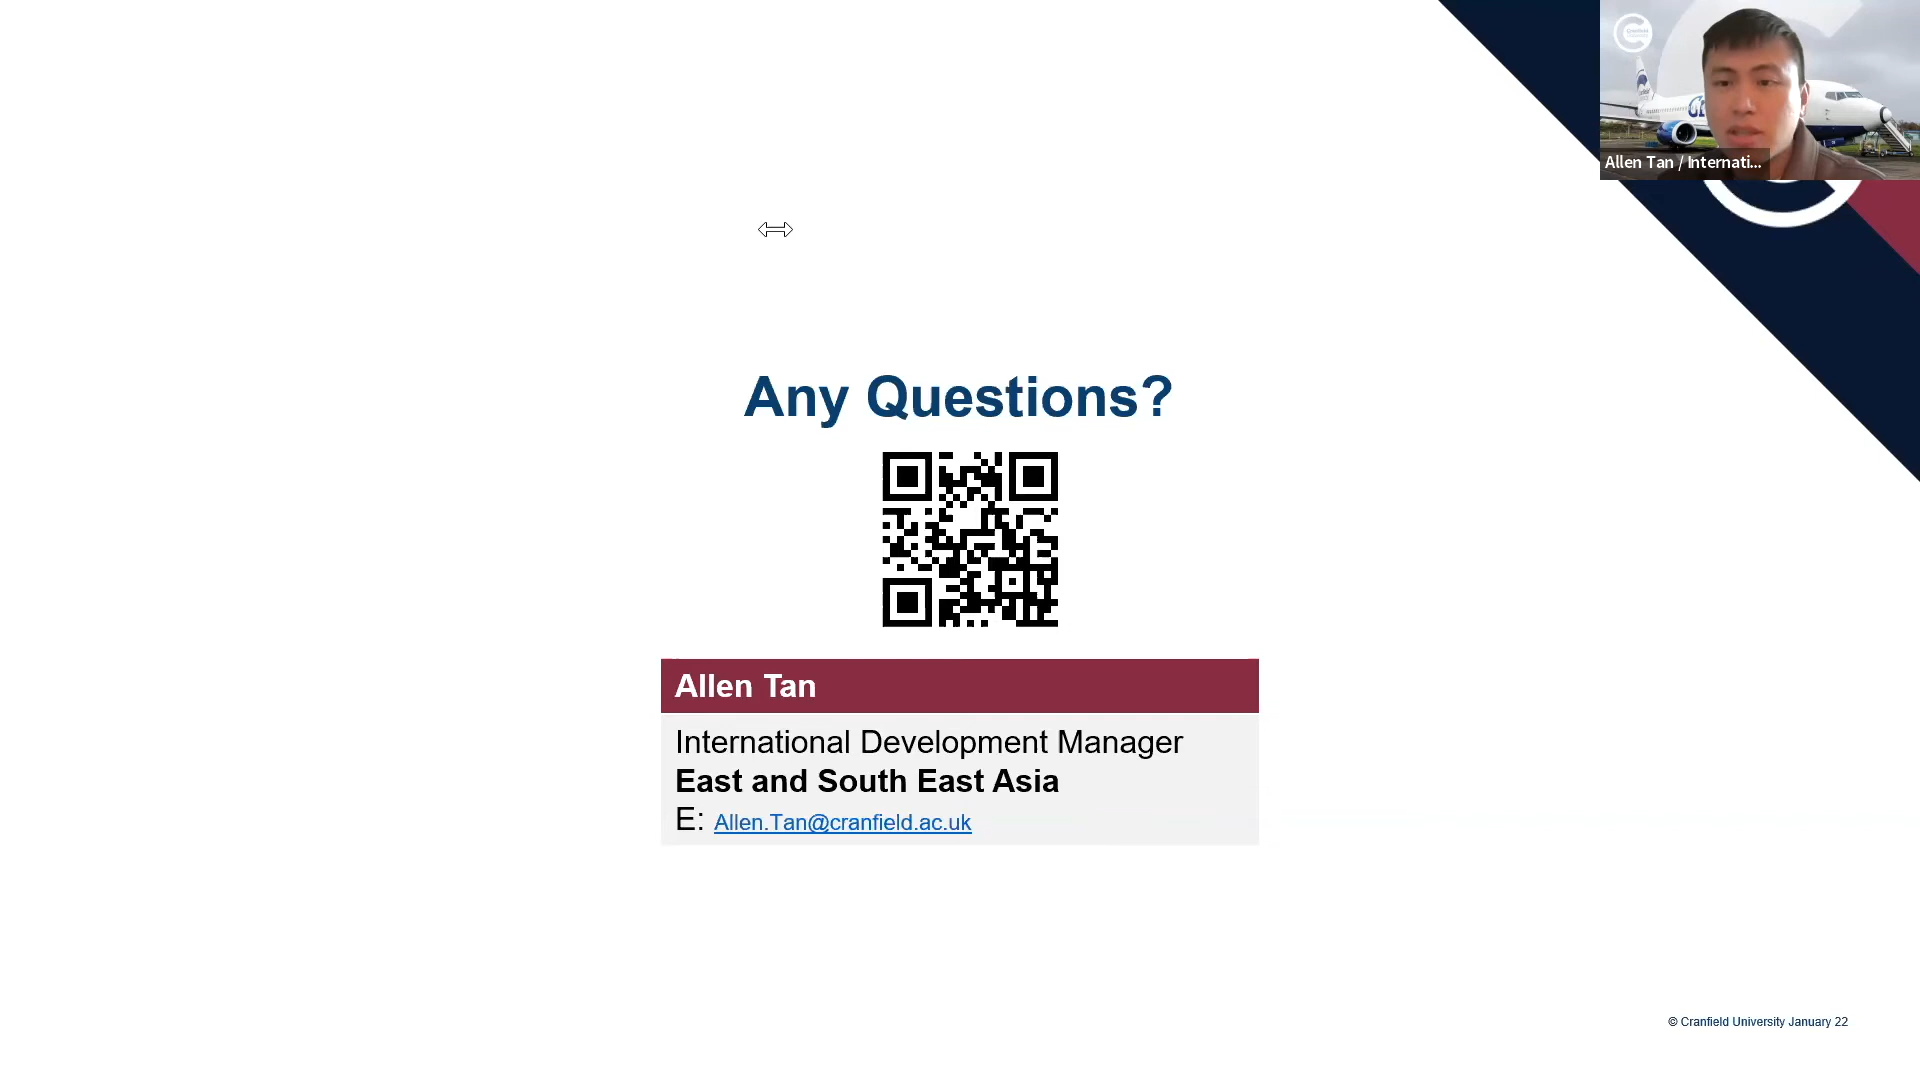 Allen Tan / Internati...
Any Questions?
Allen Tan
International Development Manager
East and South East Asia
E: Allen.Tan@cranfield.ac.uk
© Cranfield University January 22